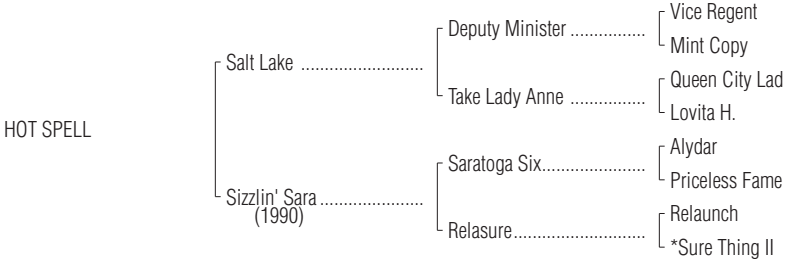 Vice Regent
Deputy Minister ................
Mint Copy
Salt Lake ..........................
Queen City Lad
Take Lady Anne ................
Lovita H.
HOT SPELL
Alydar
Saratoga Six......................
Priceless Fame
Sizzlin' Sara ......................
(1990)
Relaunch
Relasure............................
*Sure Thing II